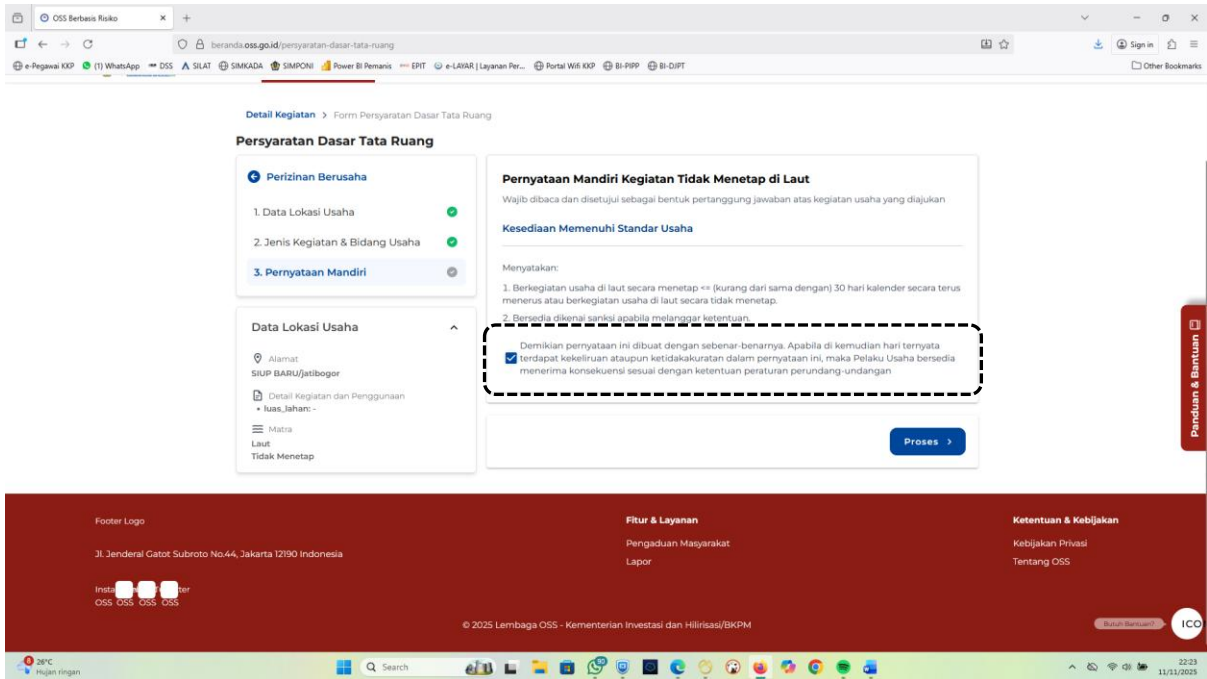 OSS Berbasis Risiko
beranda.oss.go.id/persyaratan-dasar-tata-ruang
Sign in
e-Pegawai KKP (1) WhatsApp DSS SILAT SIMKADA SIMPONI Power BI Pemanis EPIT e-LAYAR | Layanan Per... Portal Wifi KKP BI-PIPP BI-DJPT Other Bookmarks
Detail Kegiatan > Form Persyaratan Dasar Tata Ruang
Persyaratan Dasar Tata Ruang
Perizinan Berusaha
1. Data Lokasi Usaha
2. Jenis Kegiatan & Bidang Usaha
3. Pernyataan Mandiri
Data Lokasi Usaha
Alamat
SIUP BARU/jatibogor
Detail Kegiatan dan Penggunaan
• luas_lahan: -
Matra
Laut
Tidak Menetap
Pernyataan Mandiri Kegiatan Tidak Menetap di Laut
Wajib dibaca dan disetujui sebagai bentuk pertanggung jawaban atas kegiatan usaha yang diajukan
Kesediaan Memenuhi Standar Usaha
Menyatakan:
1. Berkegiatan usaha di laut secara menetap <= (kurang dari sama dengan) 30 hari kalender secara terus
menerus atau berkegiatan usaha di laut secara tidak menetap.
2. Bersedia dikenai sanksi apabila melanggar ketentuan.
Demikian pernyataan ini dibuat dengan sebenar-benarnya. Apabila di kemudian hari ternyata
terdapat kekeliruan ataupun ketidakakuratan dalam pernyataan ini, maka Pelaku Usaha bersedia
menerima konsekuensi sesuai dengan ketentuan peraturan perundang-undangan
Proses >
Panduan & Bantuan
Footer Logo
Jl. Jenderal Gatot Subroto No.44, Jakarta 12190 Indonesia
OSS OSS OSS OSS
Fitur & Layanan
Pengaduan Masyarakat
Lapor
Ketentuan & Kebijakan
Kebijakan Privasi
Tentang OSS
© 2025 Lembaga OSS - Kementerian Investasi dan Hilirisasi/BKPM
Butuh Bantuan?
ICO
26°C
Hujan ringan
Search
22:23
11/11/2025